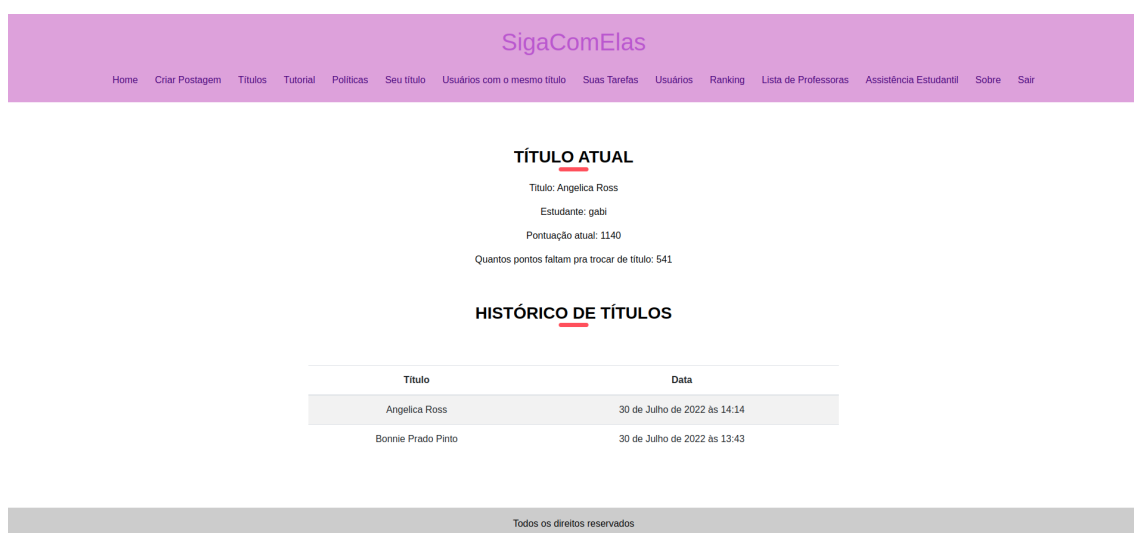 SigaComElas
Home Criar Postagem Títulos Tutorial Políticas Seu título Usuários com o mesmo título Suas Tarefas Usuários Ranking Lista de Professoras Assistência Estudantil Sobre Sair
TÍTULO ATUAL
Titulo: Angelica Ross
Estudante: gabi
Pontuação atual: 1140
Quantos pontos faltam pra trocar de título: 541
HISTÓRICO DE TÍTULOS
Título Data
Angelica Ross 30 de Julho de 2022 às 14:14
Bonnie Prado Pinto 30 de Julho de 2022 às 13:43
Todos os direitos reservados